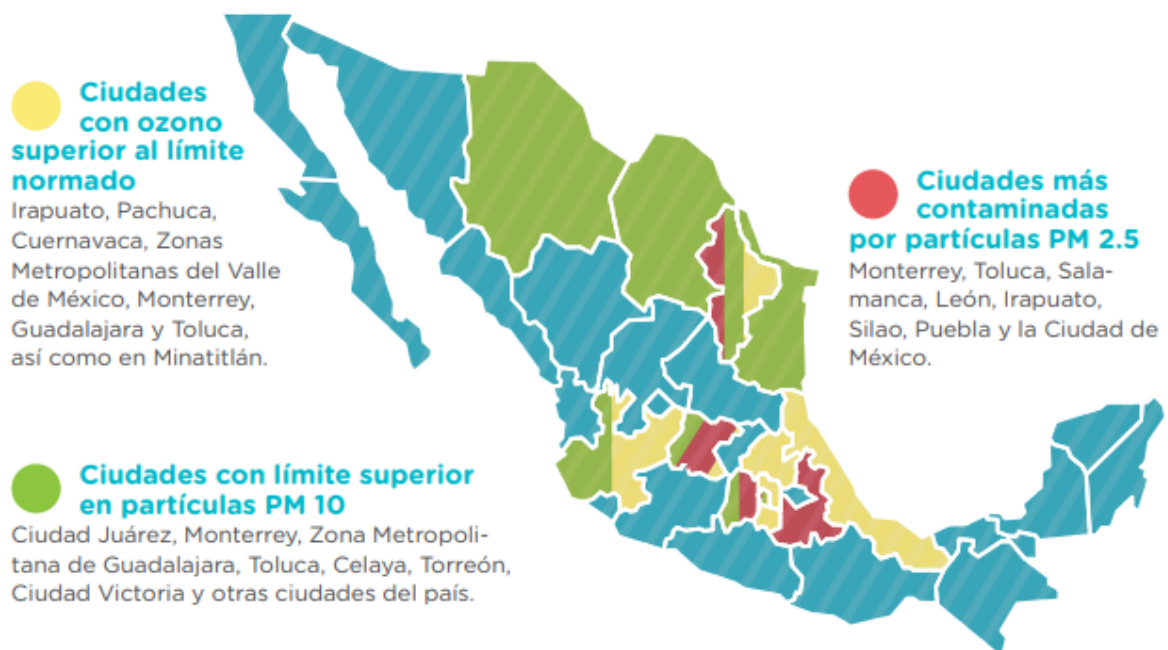 Ciudades
con ozono
superior al límite
normado
Irapuato, Pachuca,
Cuernavaca, Zonas
Metropolitanas del Valle
de México, Monterrey,
Guadalajara y Toluca,
así como en Minatitlán.
Ciudades más
contaminadas
por partículas PM 2.5
Monterrey, Toluca, Sala-
manca, León, Irapuato,
Silao, Puebla y la Ciudad de
México.
Ciudades con límite superior
en partículas PM 10
Ciudad Juárez, Monterrey, Zona Metropoli-
tana de Guadalajara, Toluca, Celaya, Torreón,
Ciudad Victoria y otras ciudades del país.